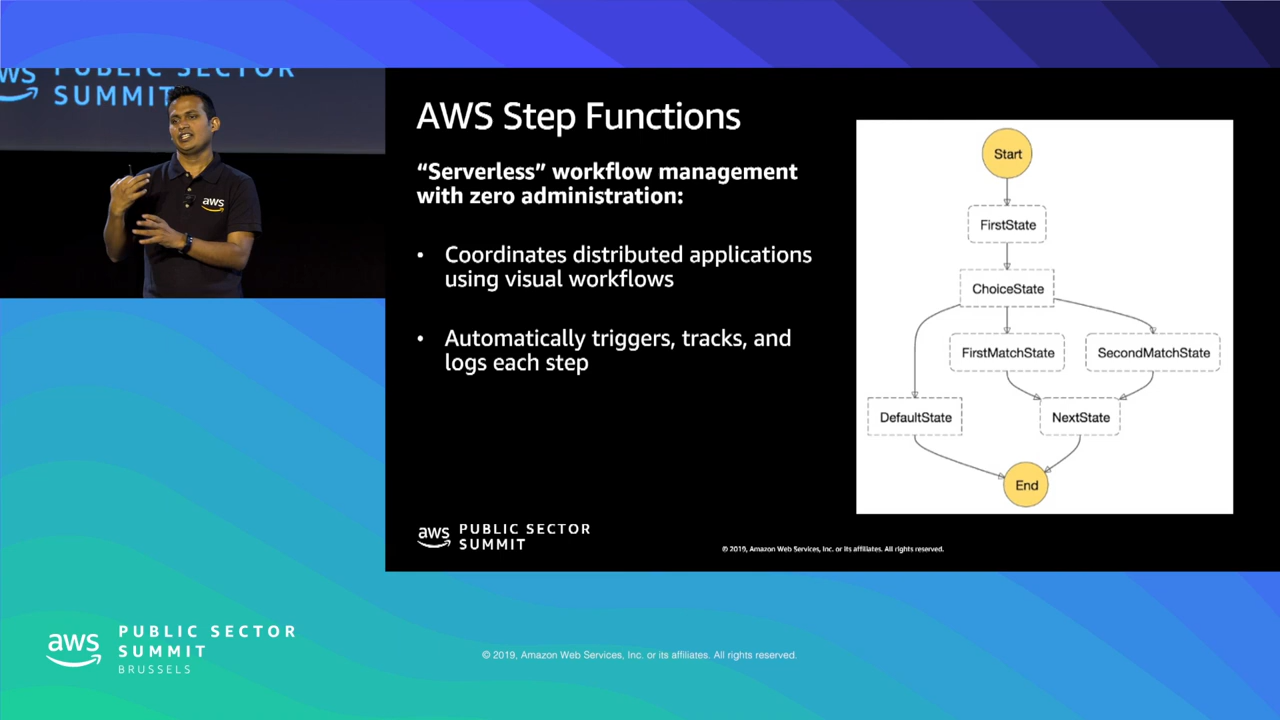 WS PUBLIC SECTOR
SUMMIT
aws
AWS Step Functions
“Serverless” workflow management
with zero administration:
• Coordinates distributed applications
using visual workflows
• Automatically triggers, tracks, and
logs each step
Start
FirstState
ChoiceState
FirstMatchState
SecondMatchState
DefaultState
NextState
End
aws PUBLIC SECTOR
SUMMIT
© 2019, Amazon Web Services, Inc. or its affiliates. All rights reserved.
aws PUBLIC SECTOR
SUMMIT
BRUSSELS
© 2019, Amazon Web Services, Inc. or its affiliates. All rights reserved.